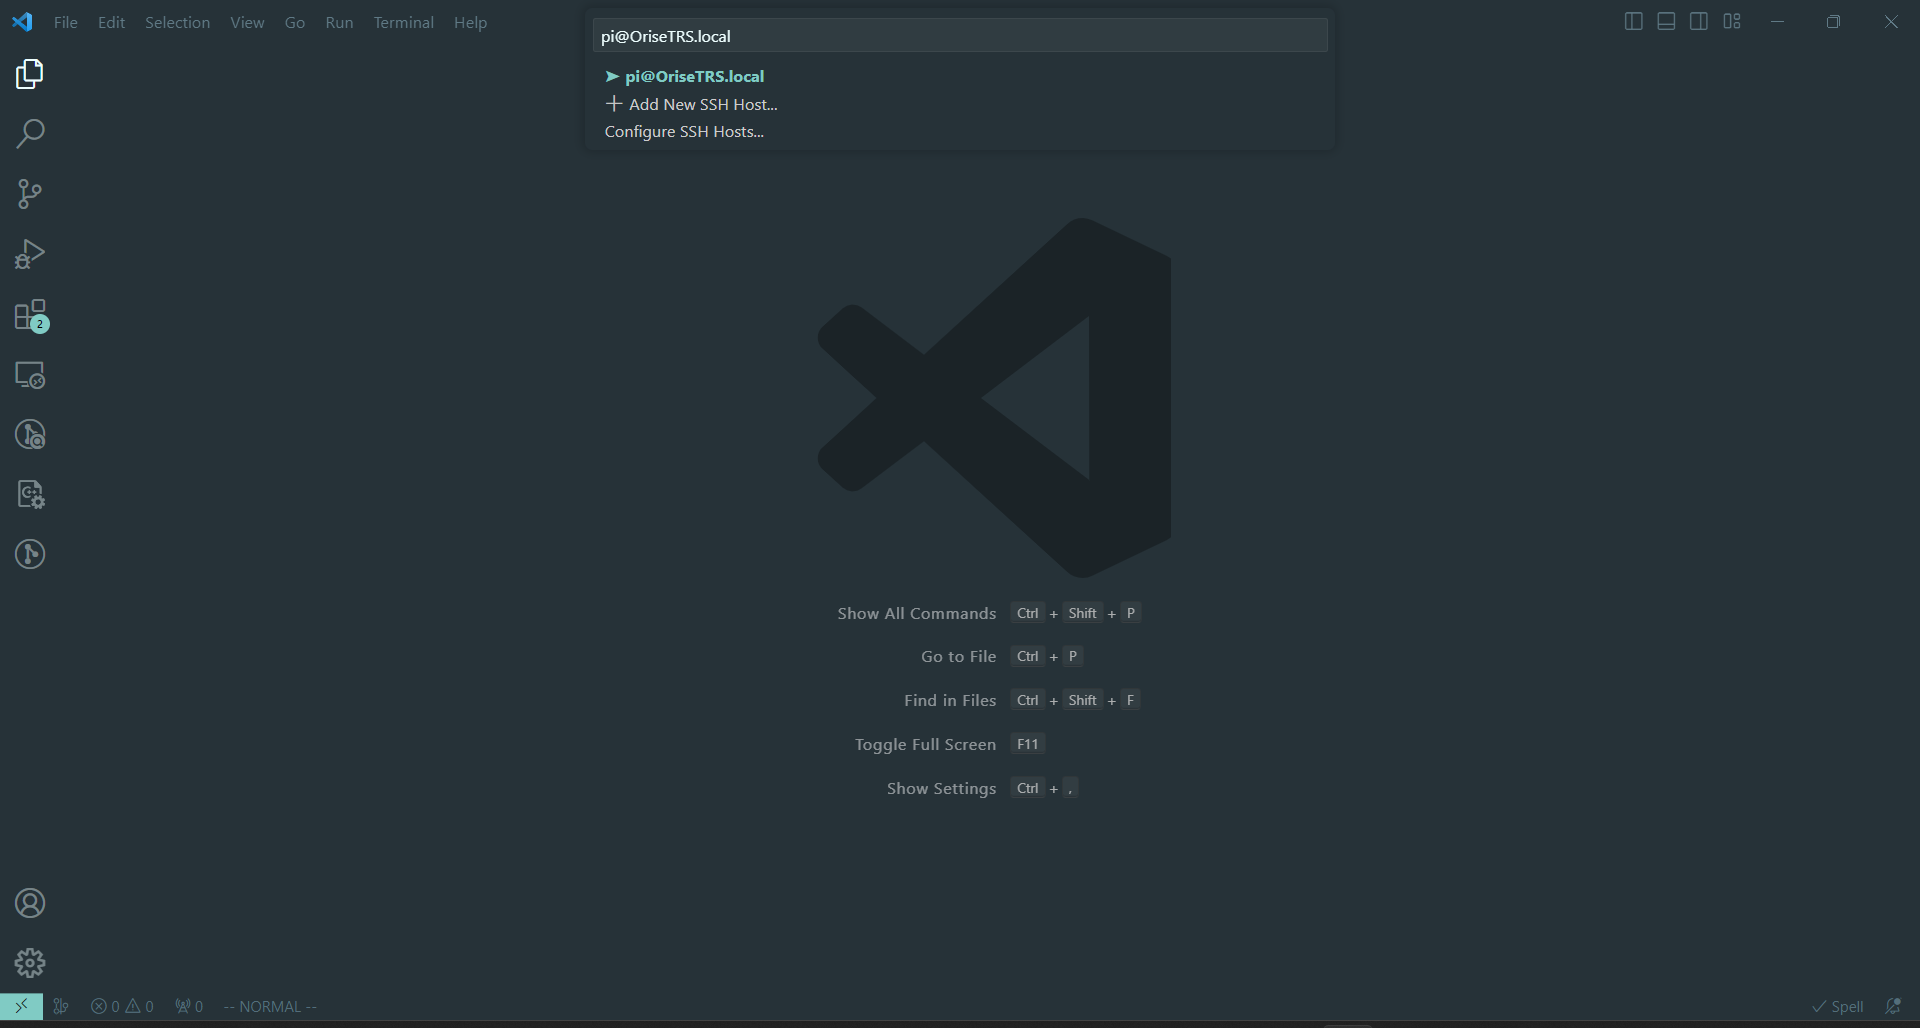 File Edit Selection View Go Run Terminal Help
pi@OriseTRS.local
➤ pi@OriseTRS.local
+ Add New SSH Host...
Configure SSH Hosts...
2
Show All Commands Ctrl + Shift + P
Go to File Ctrl + P
Find in Files Ctrl + Shift + F
Toggle Full Screen F11
Show Settings Ctrl + ,
0 0 0 -- NORMAL -- Spell